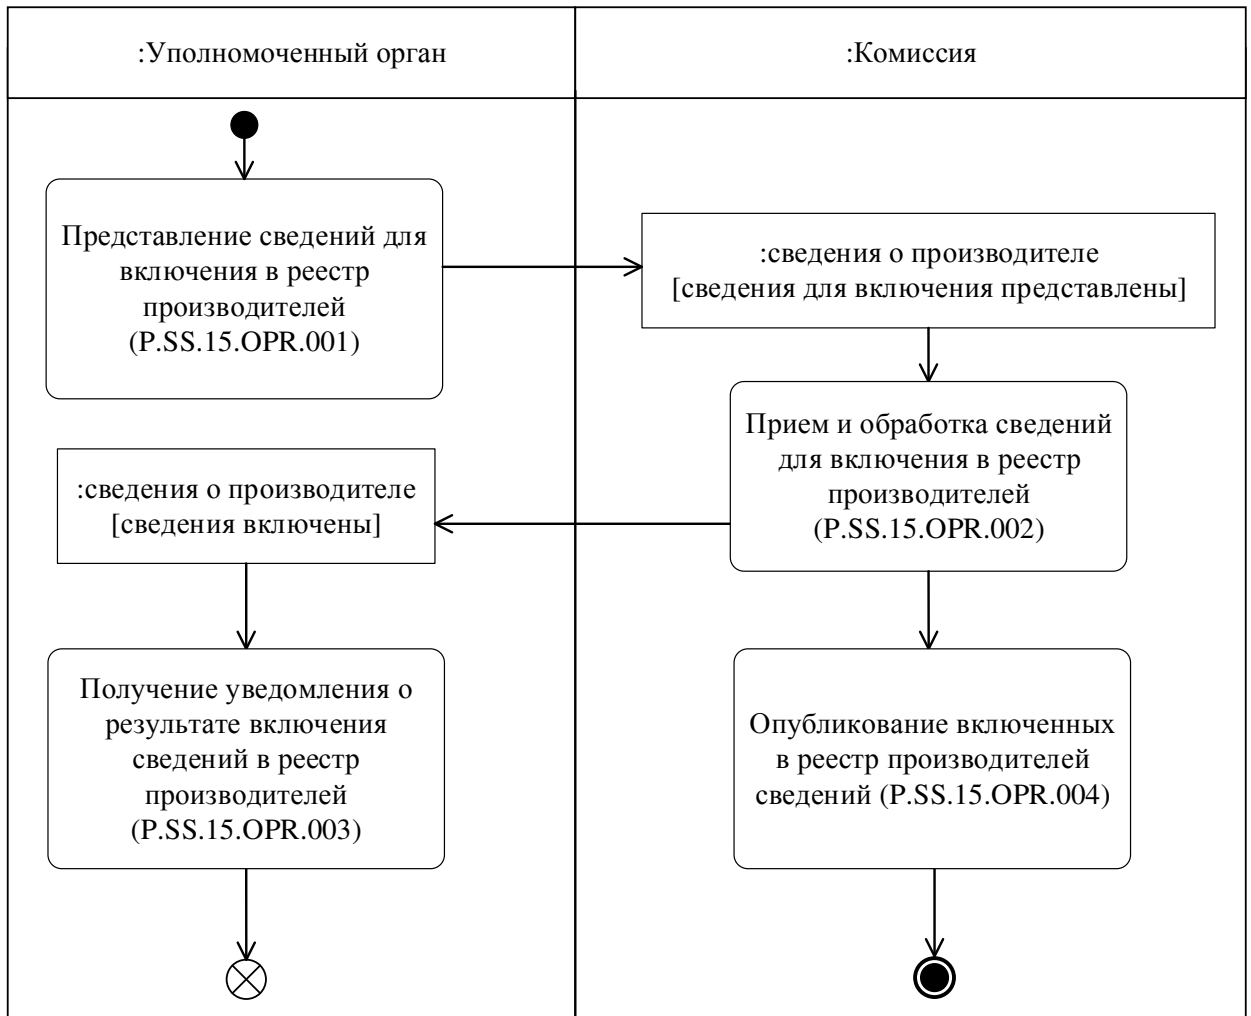 :Уполномоченный орган
:Комиссия
Представление сведений для
включения в реестр
производителей
(P.SS.15.OPR.001)
:сведения о производителе
[сведения для включения представлены]
Прием и обработка сведений
для включения в реестр
производителей
(P.SS.15.OPR.002)
:сведения о производителе
[сведения включены]
Получение уведомления о
результате включения
сведений в реестр
производителей
(P.SS.15.OPR.003)
Опубликование включенных
в реестр производителей
сведений (P.SS.15.OPR.004)